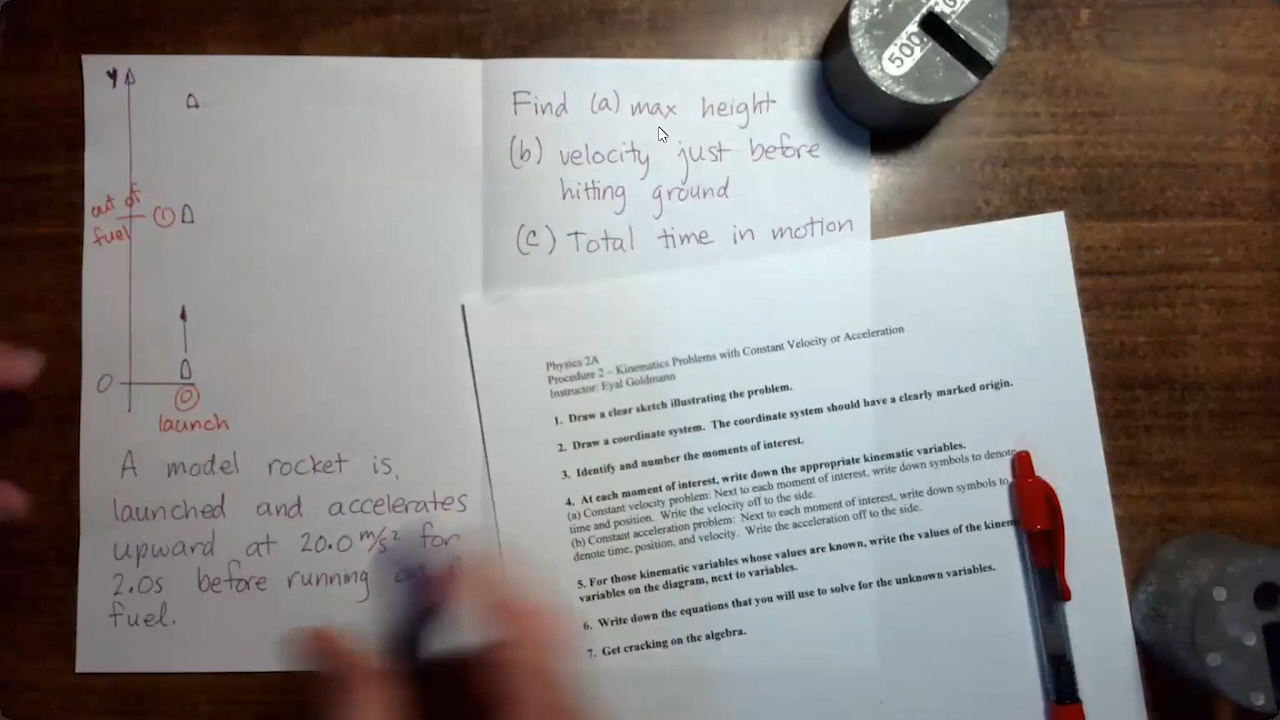 Y
out of
fuel
1
0
0
launch
A model rocket is
launched and accelerates
upward at 20.0 m/s² for
2.0s before running
fuel.
Find (a) max height
(b) velocity just before
hitting ground
(c) Total time in motion
500
Physics 2A
Procedure 2 – Kinematics Problems with Constant Velocity or Acceleration
Instructor: Eyal Goldmann
1. Draw a clear sketch illustrating the problem.
2. Draw a coordinate system. The coordinate system should have a clearly marked origin.
3. Identify and number the moments of interest.
4. At each moment of interest, write down the appropriate kinematic variables.
(a) Constant velocity problem: Next to each moment of interest, write down symbols to denote
time and position. Write the velocity off to the side.
(b) Constant acceleration problem: Next to each moment of interest, write down symbols to
denote time, position, and velocity. Write the acceleration off to the side.
5. For those kinematic variables whose values are known, write the values of the kinem
variables on the diagram, next to variables.
6. Write down the equations that you will use to solve for the unknown variables.
7. Get cracking on the algebra.